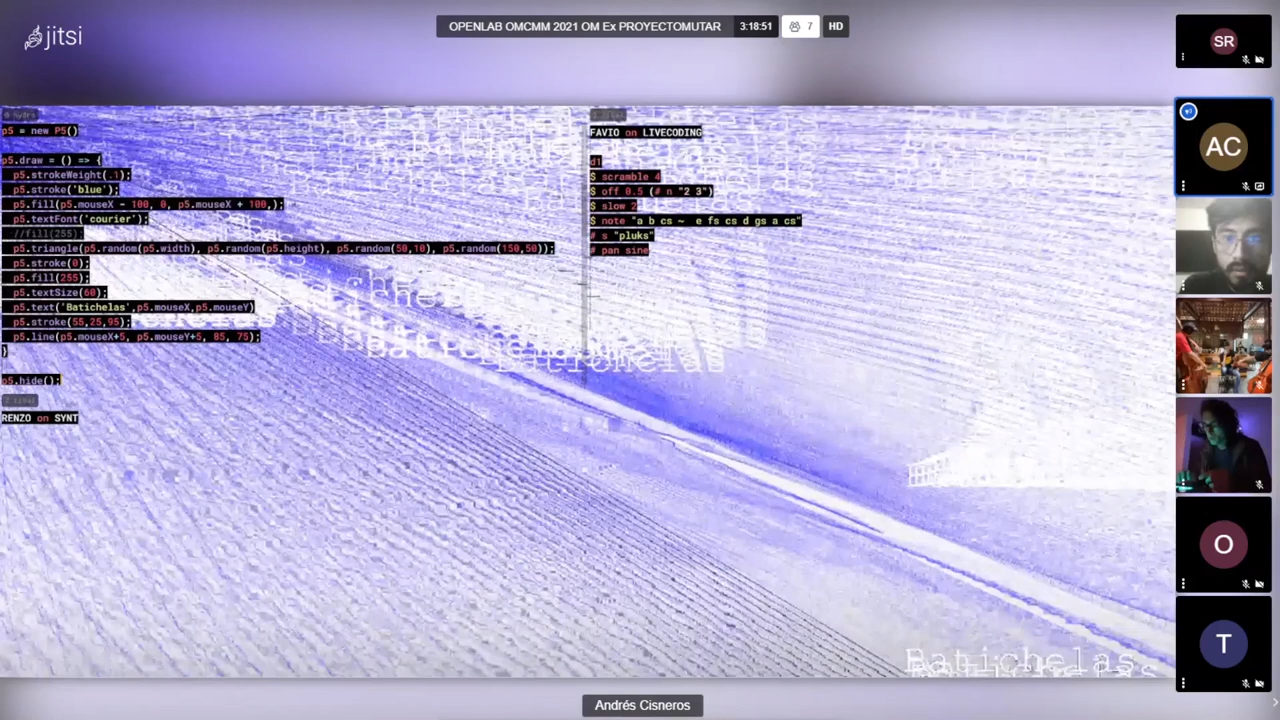 jitsi
OPENLAB OMCMM 2021 OM Ex PROYECTOMUTAR 3:18:51 7 HD
SR
AC
O
T
p5 = new P5()
p5.draw = () => {
p5.strokeWeight(.1);
p5.stroke('blue');
p5.fill(p5.mouseX - 100, 0, p5.mouseX + 100,);
p5.textFont('courier');
//fill(255);
p5.triangle(p5.random(p5.width), p5.random(p5.height), p5.random(50,10), p5.random(150,50));
p5.stroke(0);
p5.fill(255);
p5.textSize(60);
p5.text('Batichelas',p5.mouseX,p5.mouseY)
p5.stroke(55,25,95);
p5.line(p5.mouseX+5, p5.mouseY+5, 85, 75);
}
p5.hide();
RENZO on SYNT
FAVIO on LIVECODING
d1
$ scramble 4
$ off 0.5 (# n "2 3")
$ slow 2
$ note "a b cs ~ e fs cs d gs a cs"
# s "pluks"
# pan sine
Batichelas
Batichelas
Andrés Cisneros